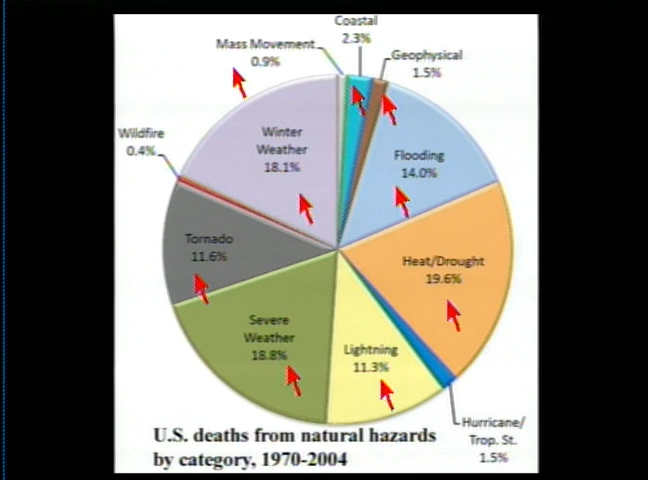 Coastal
2.3%
Mass Movement
0.9%
Geophysical
1.5%
Wildfire
0.4%
Winter
Weather
18.1%
Flooding
14.0%
Tornado
11.6%
Heat/Drought
19.6%
Severe
Weather
18.8%
Lightning
11.3%
Hurricane/
Trop. St.
1.5%
U.S. deaths from natural hazards
by category, 1970-2004